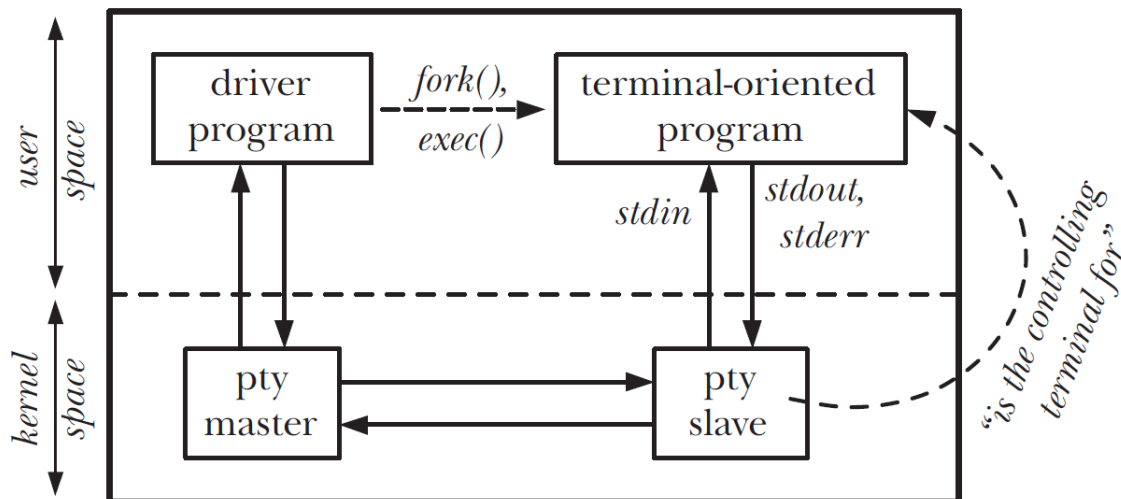 driver
program
fork(),
exec()
terminal-oriented
program
user
space
stdin
stdout,
stderr
“is the controlling
terminal for”
kernel
space
pty
master
pty
slave